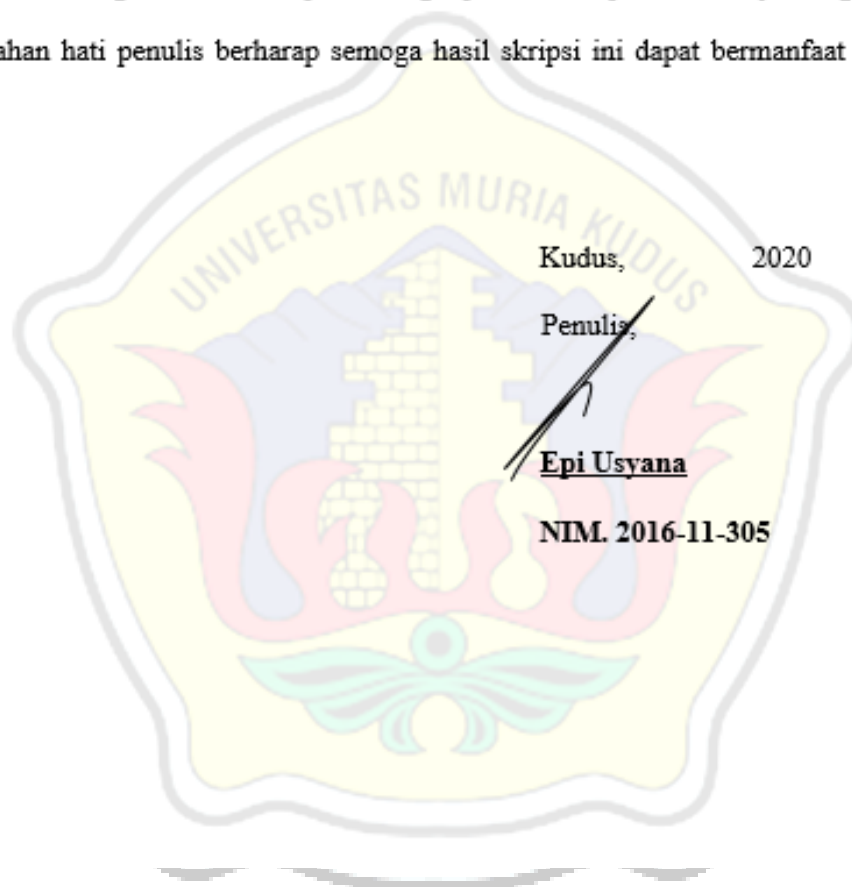 ahan hati penulis berharap semoga hasil skripsi ini dapat bermanfaat
UNIVERSITAS MURIA KUDUS
Kudus, 2020
Penulis,
Epi Usyana
NIM. 2016-11-305